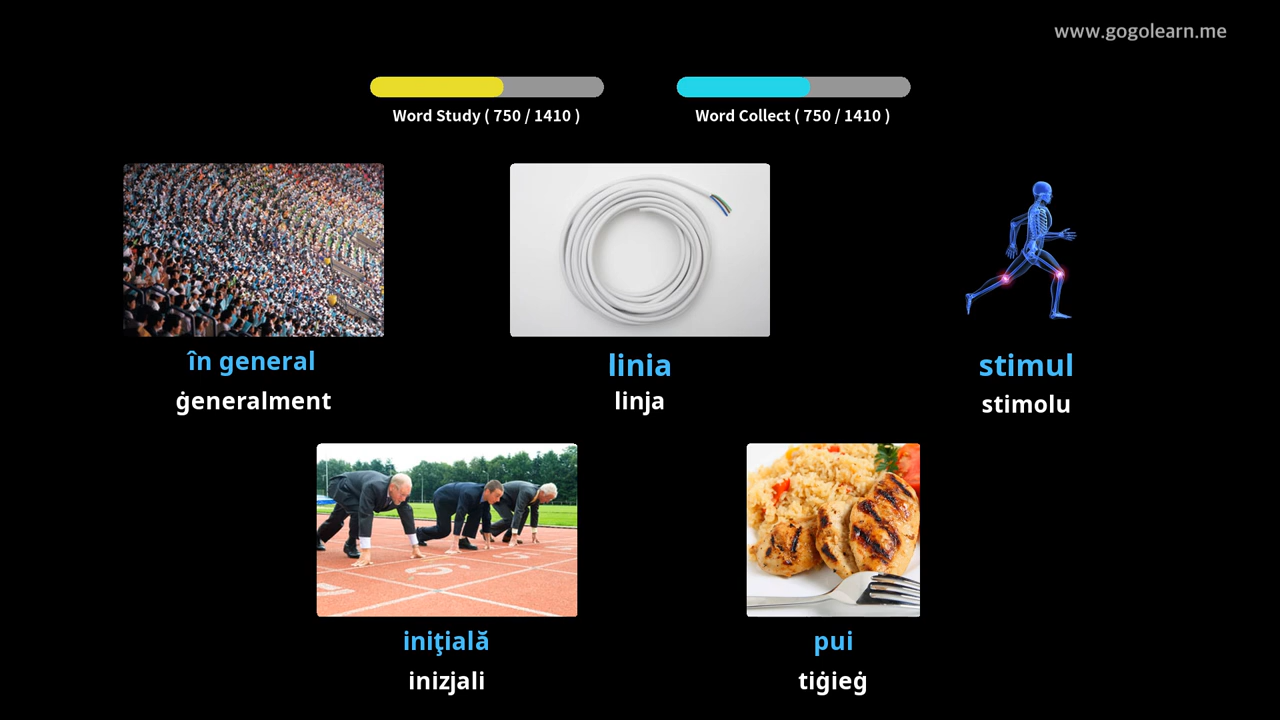 www.gogolearn.me
Word Study ( 750 / 1410 )
Word Collect ( 750 / 1410 )
în general
ġeneralment
linia
linja
stimul
stimolu
iniţială
inizjali
pui
tiġieġ